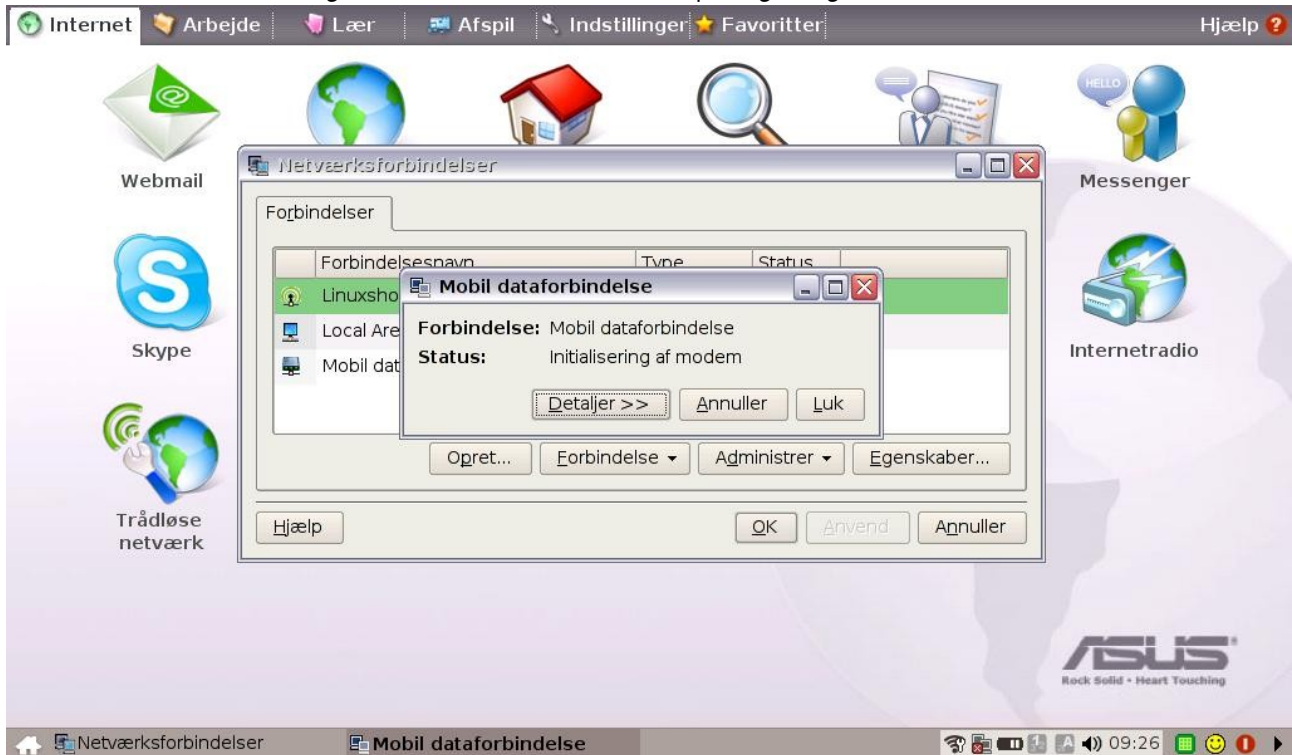 Internet Arbejde Lær Afspil Indstillinger Favoritter Hjælp ?
@
HELLO
Webmail
Messenger
Netværksforbindelser
Forbindelser
Forbindelsesnavn Type Status
Linuxsho
Local Are
Mobil dat
Mobil dataforbindelse
Forbindelse: Mobil dataforbindelse
Status: Initialisering af modem
Detaljer >> Annuller Luk
Skype
Internetradio
Opret... Forbindelse Administrer Egenskaber...
Trådløse
netværk
Hjælp OK Anvend Annuller
ASUS
Rock Solid • Heart Touching
Netværksforbindelser Mobil dataforbindelse 09:26